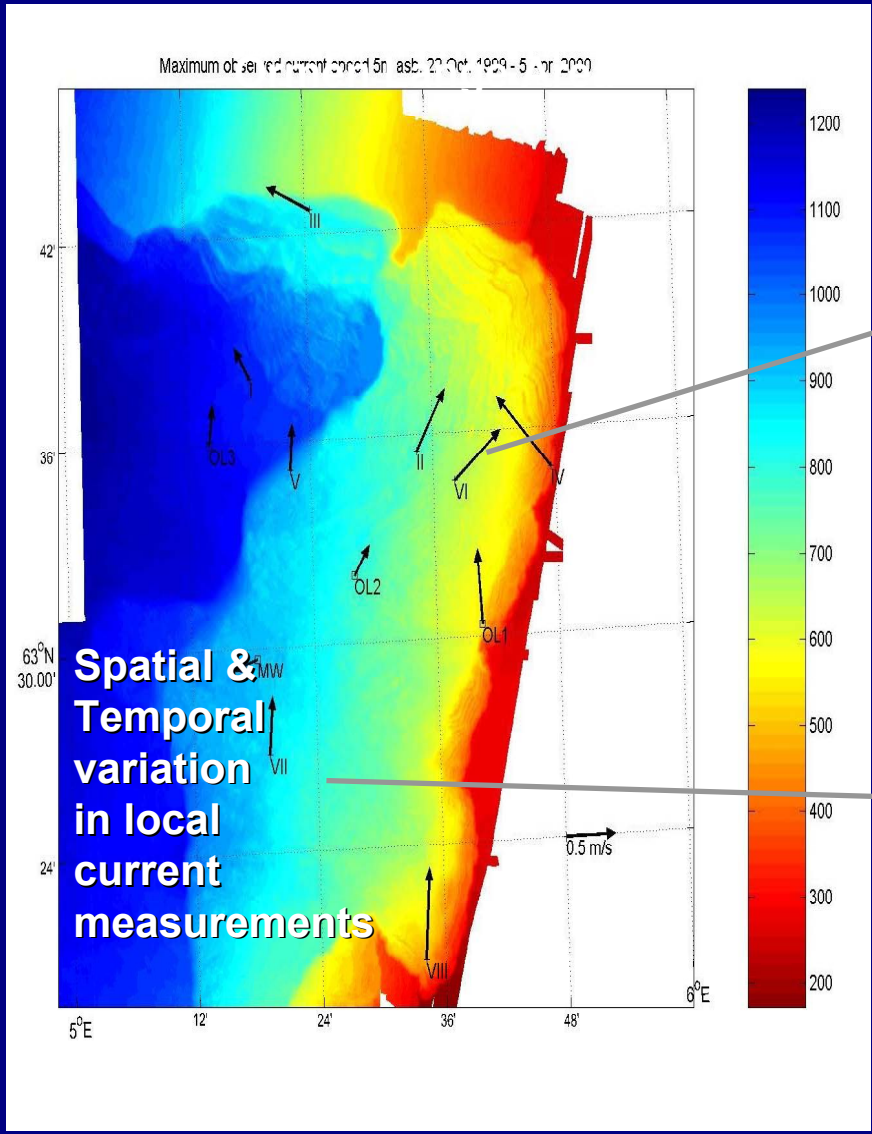 Maximum observed current speed 5m asb. 22 Oct. 1999 - 5 Apr 2000
1200
1100
1000
900
800
700
600
500
400
300
200
42'
36'
63°N
30.00'
24'
5°E
12'
24'
36'
48'
6°E
III
I
OL3
V
II
VI
IV
OL2
OL1
MW
VII
VIII
0.5 m/s
Spatial &
Temporal
variation
in local
current
measurements